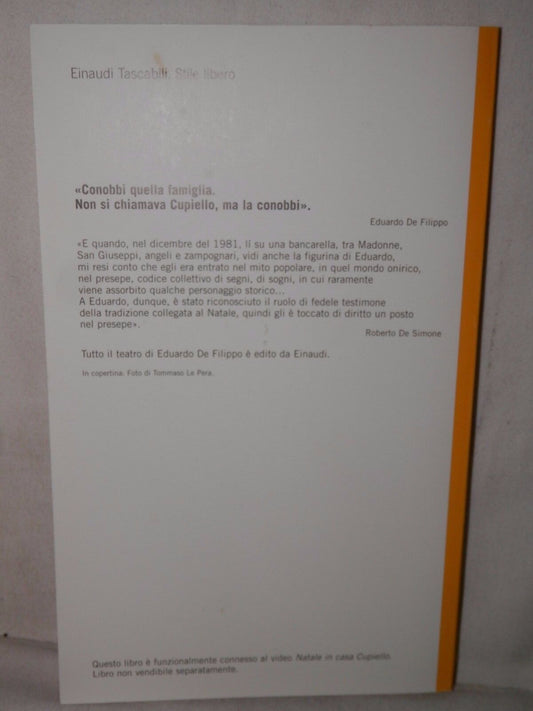 Einaudi Tascabili. Stile libero
«Conobbi quella famiglia.
Non si chiamava Cupiello, ma la conobbi».
Eduardo De Filippo
«E quando, nel dicembre del 1981, lí su una bancarella, tra Madonne,
San Giuseppi, angeli e zampognari, vidi anche la figurina di Eduardo,
mi resi conto che egli era entrato nel mito popolare, in quel mondo onirico,
nel presepe, codice collettivo di segni, di sogni, in cui raramente
viene assorbito qualche personaggio storico...
A Eduardo, dunque, è stato riconosciuto il ruolo di fedele testimone
della tradizione collegata al Natale, quindi gli è toccato di diritto un posto
nel presepe».
Roberto De Simone
Tutto il teatro di Eduardo De Filippo è edito da Einaudi.
In copertina. Foto di Tommaso Le Pera.
Questo libro è funzionalmente connesso al video Natale in casa Cupiello.
Libro non vendibile separatamente.